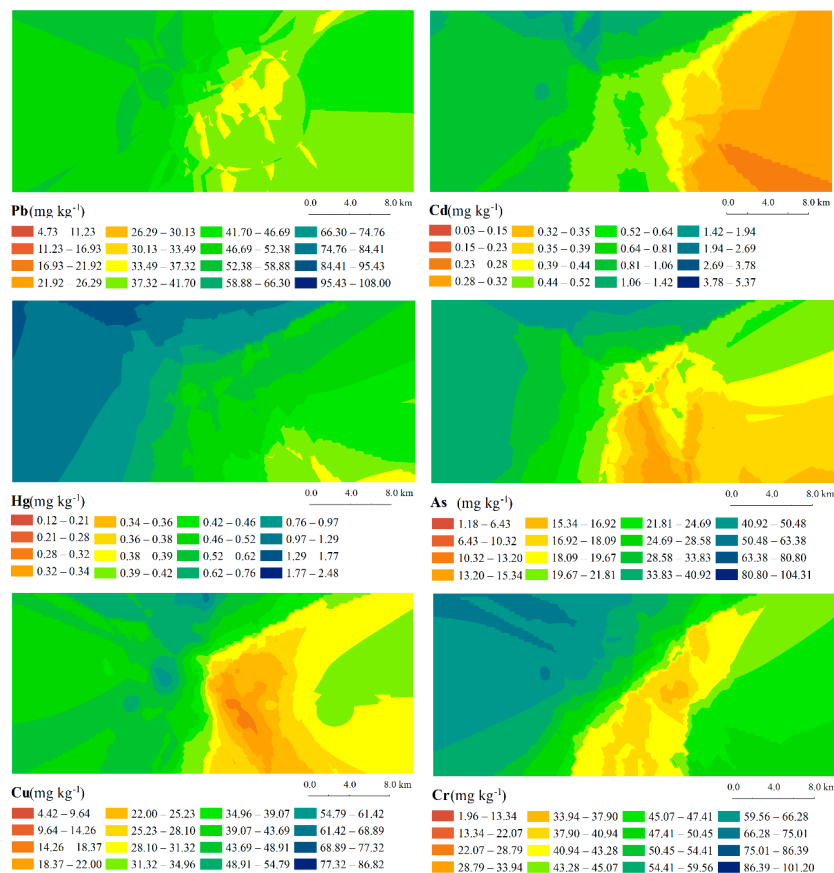 0.0 4.0 8.0 km
Pb(mg kg-1)
4.73 11.23 26.29 – 30.13 41.70 – 46.69 66.30 – 74.76
11.23 – 16.93 30.13 – 33.49 46.69 – 52.38 74.76 – 84.41
16.93 – 21.92 33.49 – 37.32 52.38 – 58.88 84.41 – 95.43
21.92 – 26.29 37.32 – 41.70 58.88 – 66.30 95.43 – 108.00
0.0 4.0 8.0 km
Cd(mg kg-1)
0.03 – 0.15 0.32 – 0.35 0.52 – 0.64 1.42 – 1.94
0.15 – 0.23 0.35 – 0.39 0.64 – 0.81 1.94 – 2.69
0.23 0.28 0.39 – 0.44 0.81 – 1.06 2.69 – 3.78
0.28 – 0.32 0.44 – 0.52 1.06 – 1.42 3.78 – 5.37
0.0 4.0 8.0 km
Hg(mg kg-1)
0.12 – 0.21 0.34 – 0.36 0.42 – 0.46 0.76 – 0.97
0.21 – 0.28 0.36 – 0.38 0.46 – 0.52 0.97 – 1.29
0.28 – 0.32 0.38 0.39 0.52 0.62 1.29 1.77
0.32 – 0.34 0.39 – 0.42 0.62 – 0.76 1.77 – 2.48
0.0 4.0 8.0 km
As (mg kg-1)
1.18 – 6.43 15.34 – 16.92 21.81 – 24.69 40.92 – 50.48
6.43 – 10.32 16.92 – 18.09 24.69 – 28.58 50.48 – 63.38
10.32 – 13.20 18.09 – 19.67 28.58 – 33.83 63.38 – 80.80
13.20 – 15.34 19.67 – 21.81 33.83 – 40.92 80.80 – 104.31
0.0 4.0 8.0 km
Cu(mg kg-1)
4.42 – 9.64 22.00 – 25.23 34.96 – 39.07 54.79 – 61.42
9.64 – 14.26 25.23 – 28.10 39.07 – 43.69 61.42 – 68.89
14.26 18.37 28.10 – 31.32 43.69 – 48.91 68.89 – 77.32
18.37 – 22.00 31.32 – 34.96 48.91 – 54.79 77.32 – 86.82
0.0 4.0 8.0 km
Cr(mg kg-1)
1.96 – 13.34 33.94 – 37.90 45.07 – 47.41 59.56 – 66.28
13.34 – 22.07 37.90 – 40.94 47.41 – 50.45 66.28 – 75.01
22.07 – 28.79 40.94 – 43.28 50.45 – 54.41 75.01 – 86.39
28.79 – 33.94 43.28 – 45.07 54.41 – 59.56 86.39 – 101.20